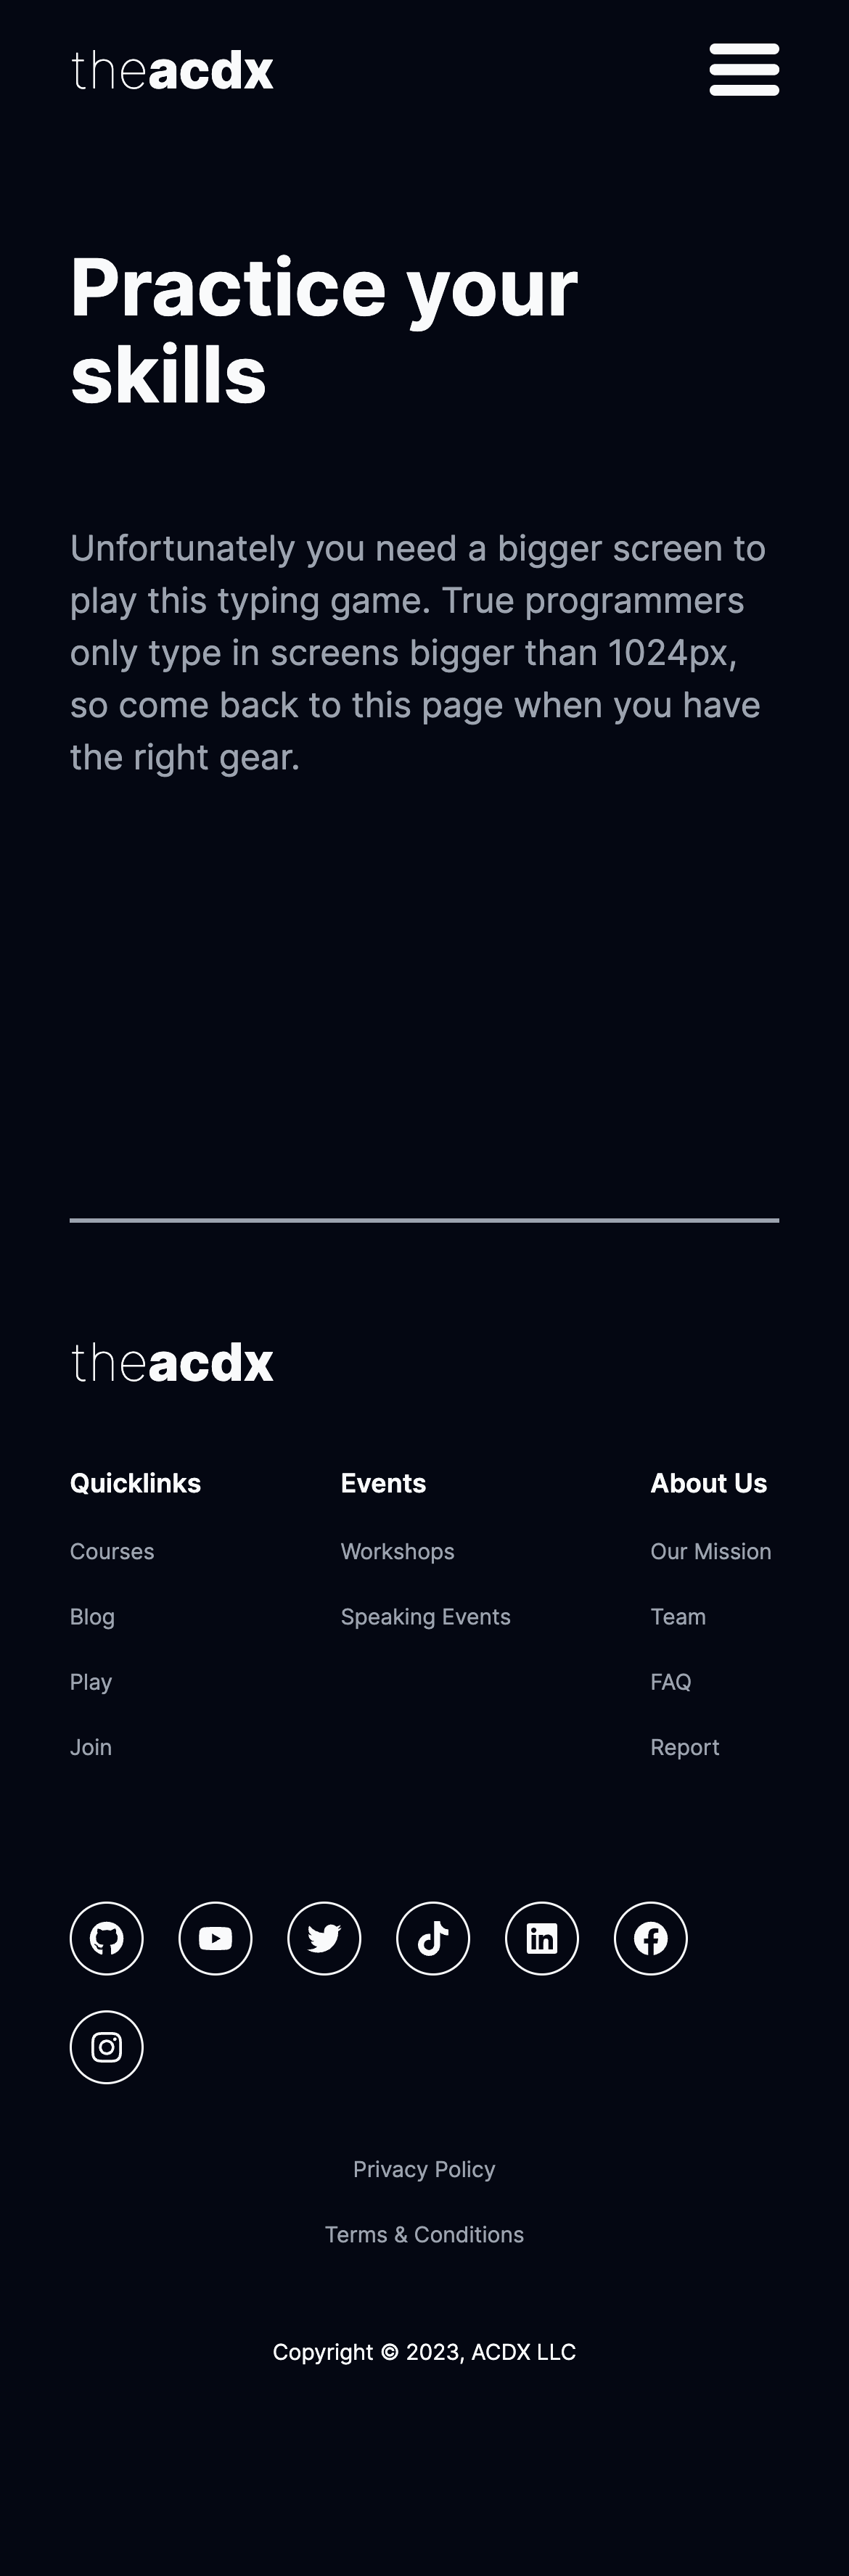 theacdx
Practice your
skills
Unfortunately you need a bigger screen to
play this typing game. True programmers
only type in screens bigger than 1024px,
so come back to this page when you have
the right gear.
theacdx
Quicklinks
Courses
Blog
Play
Join
Events
Workshops
Speaking Events
About Us
Our Mission
Team
FAQ
Report
Privacy Policy
Terms & Conditions
Copyright © 2023, ACDX LLC